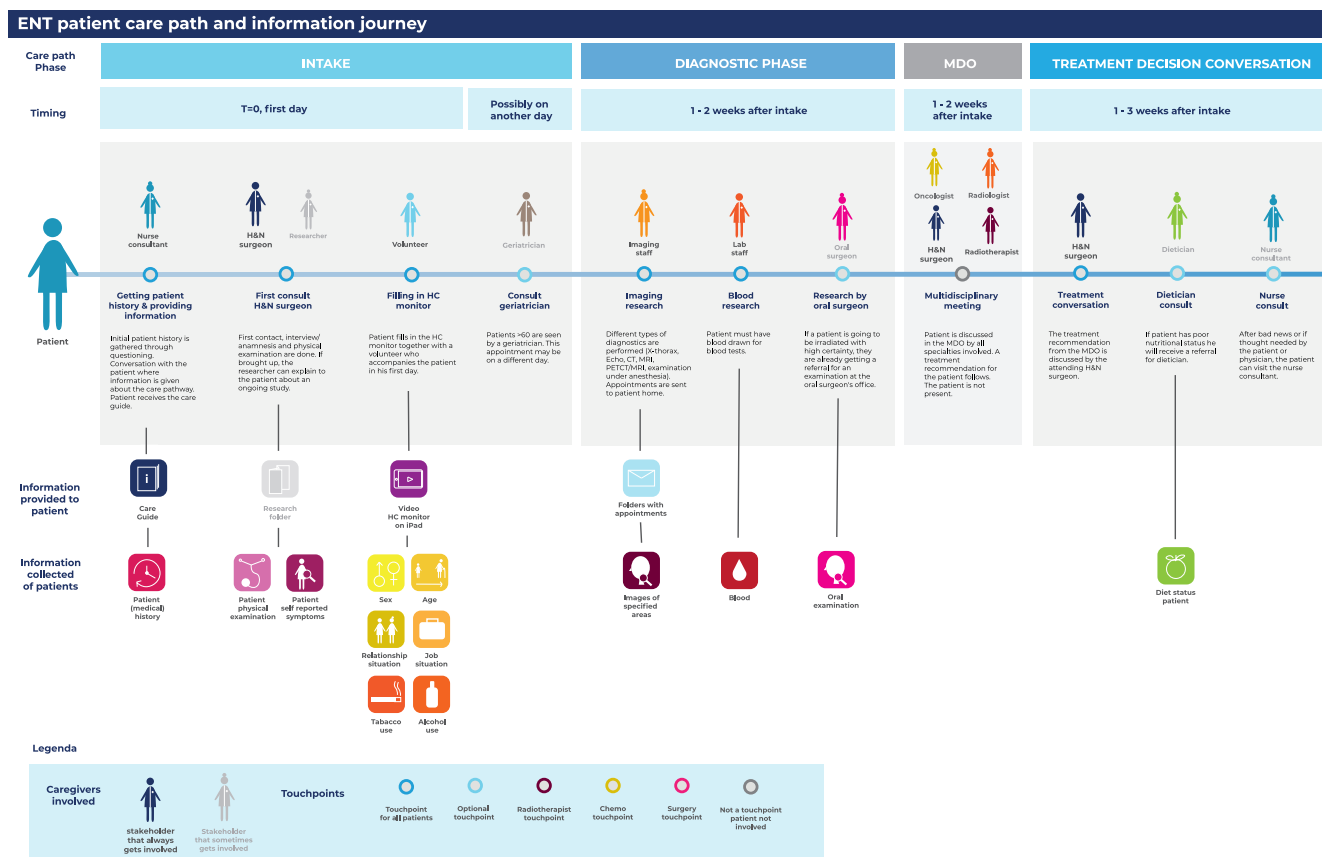 ENT patient care path and information journey
Care path
Phase
INTAKE
DIAGNOSTIC PHASE
MDO
TREATMENT DECISION CONVERSATION
Timing
T=0, first day
Possibly on
another day
1 - 2 weeks after intake
1 - 2 weeks
after intake
1 - 3 weeks after intake
Patient
Nurse
consultant
H&N
surgeon
Researcher
Volunteer
Geriatrician
Imaging
staff
Lab
staff
Oral
surgeon
Oncologist
Radiologist
H&N
surgeon
Radiotherapist
H&N
surgeon
Dietician
Nurse
consultant
Getting patient
history & providing
information
First consult
H&N surgeon
Filling in HC
monitor
Consult
geriatrician
Imaging
research
Blood
research
Research by
oral surgeon
Multidisciplinary
meeting
Treatment
conversation
Dietician
consult
Nurse
consult
Initial patient history is
gathered through
questioning.
Conversation with the
patient where
information is given
about the care pathway.
Patient receives the care
guide.
First contact, interview/
anamnesis and physical
examination are done. If
brought up, the
researcher can explain to
the patient about an
ongoing study.
Patient fills in the HC
monitor together with a
volunteer who
accompanies the patient
in his first day.
Patients >60 are seen
by a geriatrician. This
appointment may be
on a different day.
Different types of
diagnostics are
performed (X-thorax,
Echo, CT, MRI,
PETCT/MRI, examination
under anesthesia).
Appointments are sent
to patient home.
Patient must have
blood drawn for
blood tests.
If a patient is going to
be irradiated with
high certainty, they
are already getting a
referral for an
examination at the
oral surgeon's office.
Patient is discussed
in the MDO by all
specialties involved. A
treatment
recommendation for
the patient follows.
The patient is not
present.
The treatment
recommendation
from the MDO is
discussed by the
attending H&N
surgeon.
If patient has poor
nutritional status he
will receive a referral
for dietician.
After bad news or if
thought needed by
the patient or
physician, the patient
can visit the nurse
consultant.
Information
provided to
patient
i
Care
Guide
Research
folder
Video
HC monitor
on iPad
Folders with
appointments
Information
collected
of patients
Patient
(medical)
history
Patient
physical
examination
Patient
self reported
symptoms
Sex
Age
Relationship
situation
Job
situation
Tabacco
use
Alcohol
use
Images of
specified
areas
Blood
Oral
examination
Diet status
patient
Legenda
Caregivers
involved
stakeholder
that always
gets involved
Stakeholder
that sometimes
gets involved
Touchpoints
Touchpoint
for all patients
Optional
touchpoint
Radiotherapist
touchpoint
Chemo
touchpoint
Surgery
touchpoint
Not a touchpoint
patient not
involved